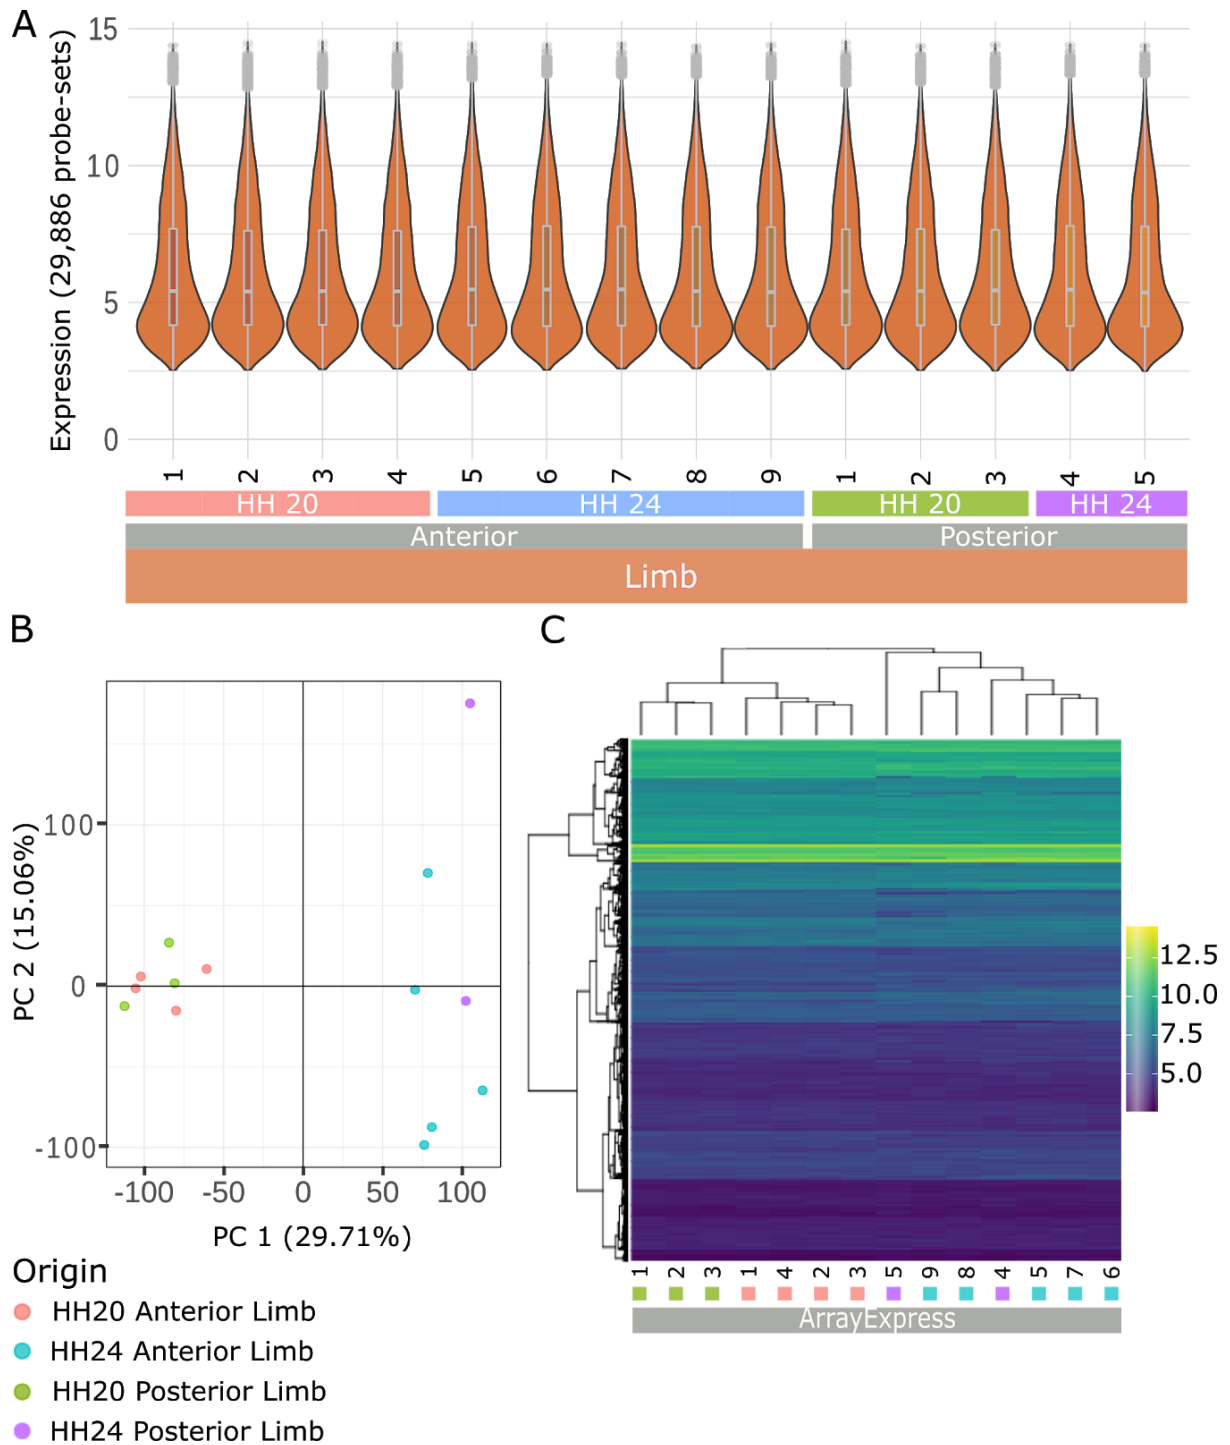 A
Expression (29,886 probe-sets)
15
10
5
0
1 2 3 4 5 6 7 8 9 1 2 3 4 5
HH 20 HH 24 HH 20 HH 24
Anterior Posterior
Limb
B
PC 2 (15.06%)
100
0
-100
-100 -50 0 50 100
PC 1 (29.71%)
C
12.5
10.0
7.5
5.0
1 2 3 1 4 2 3 5 9 8 4 5 7 6
ArrayExpress
Origin
HH20 Anterior Limb
HH24 Anterior Limb
HH20 Posterior Limb
HH24 Posterior Limb